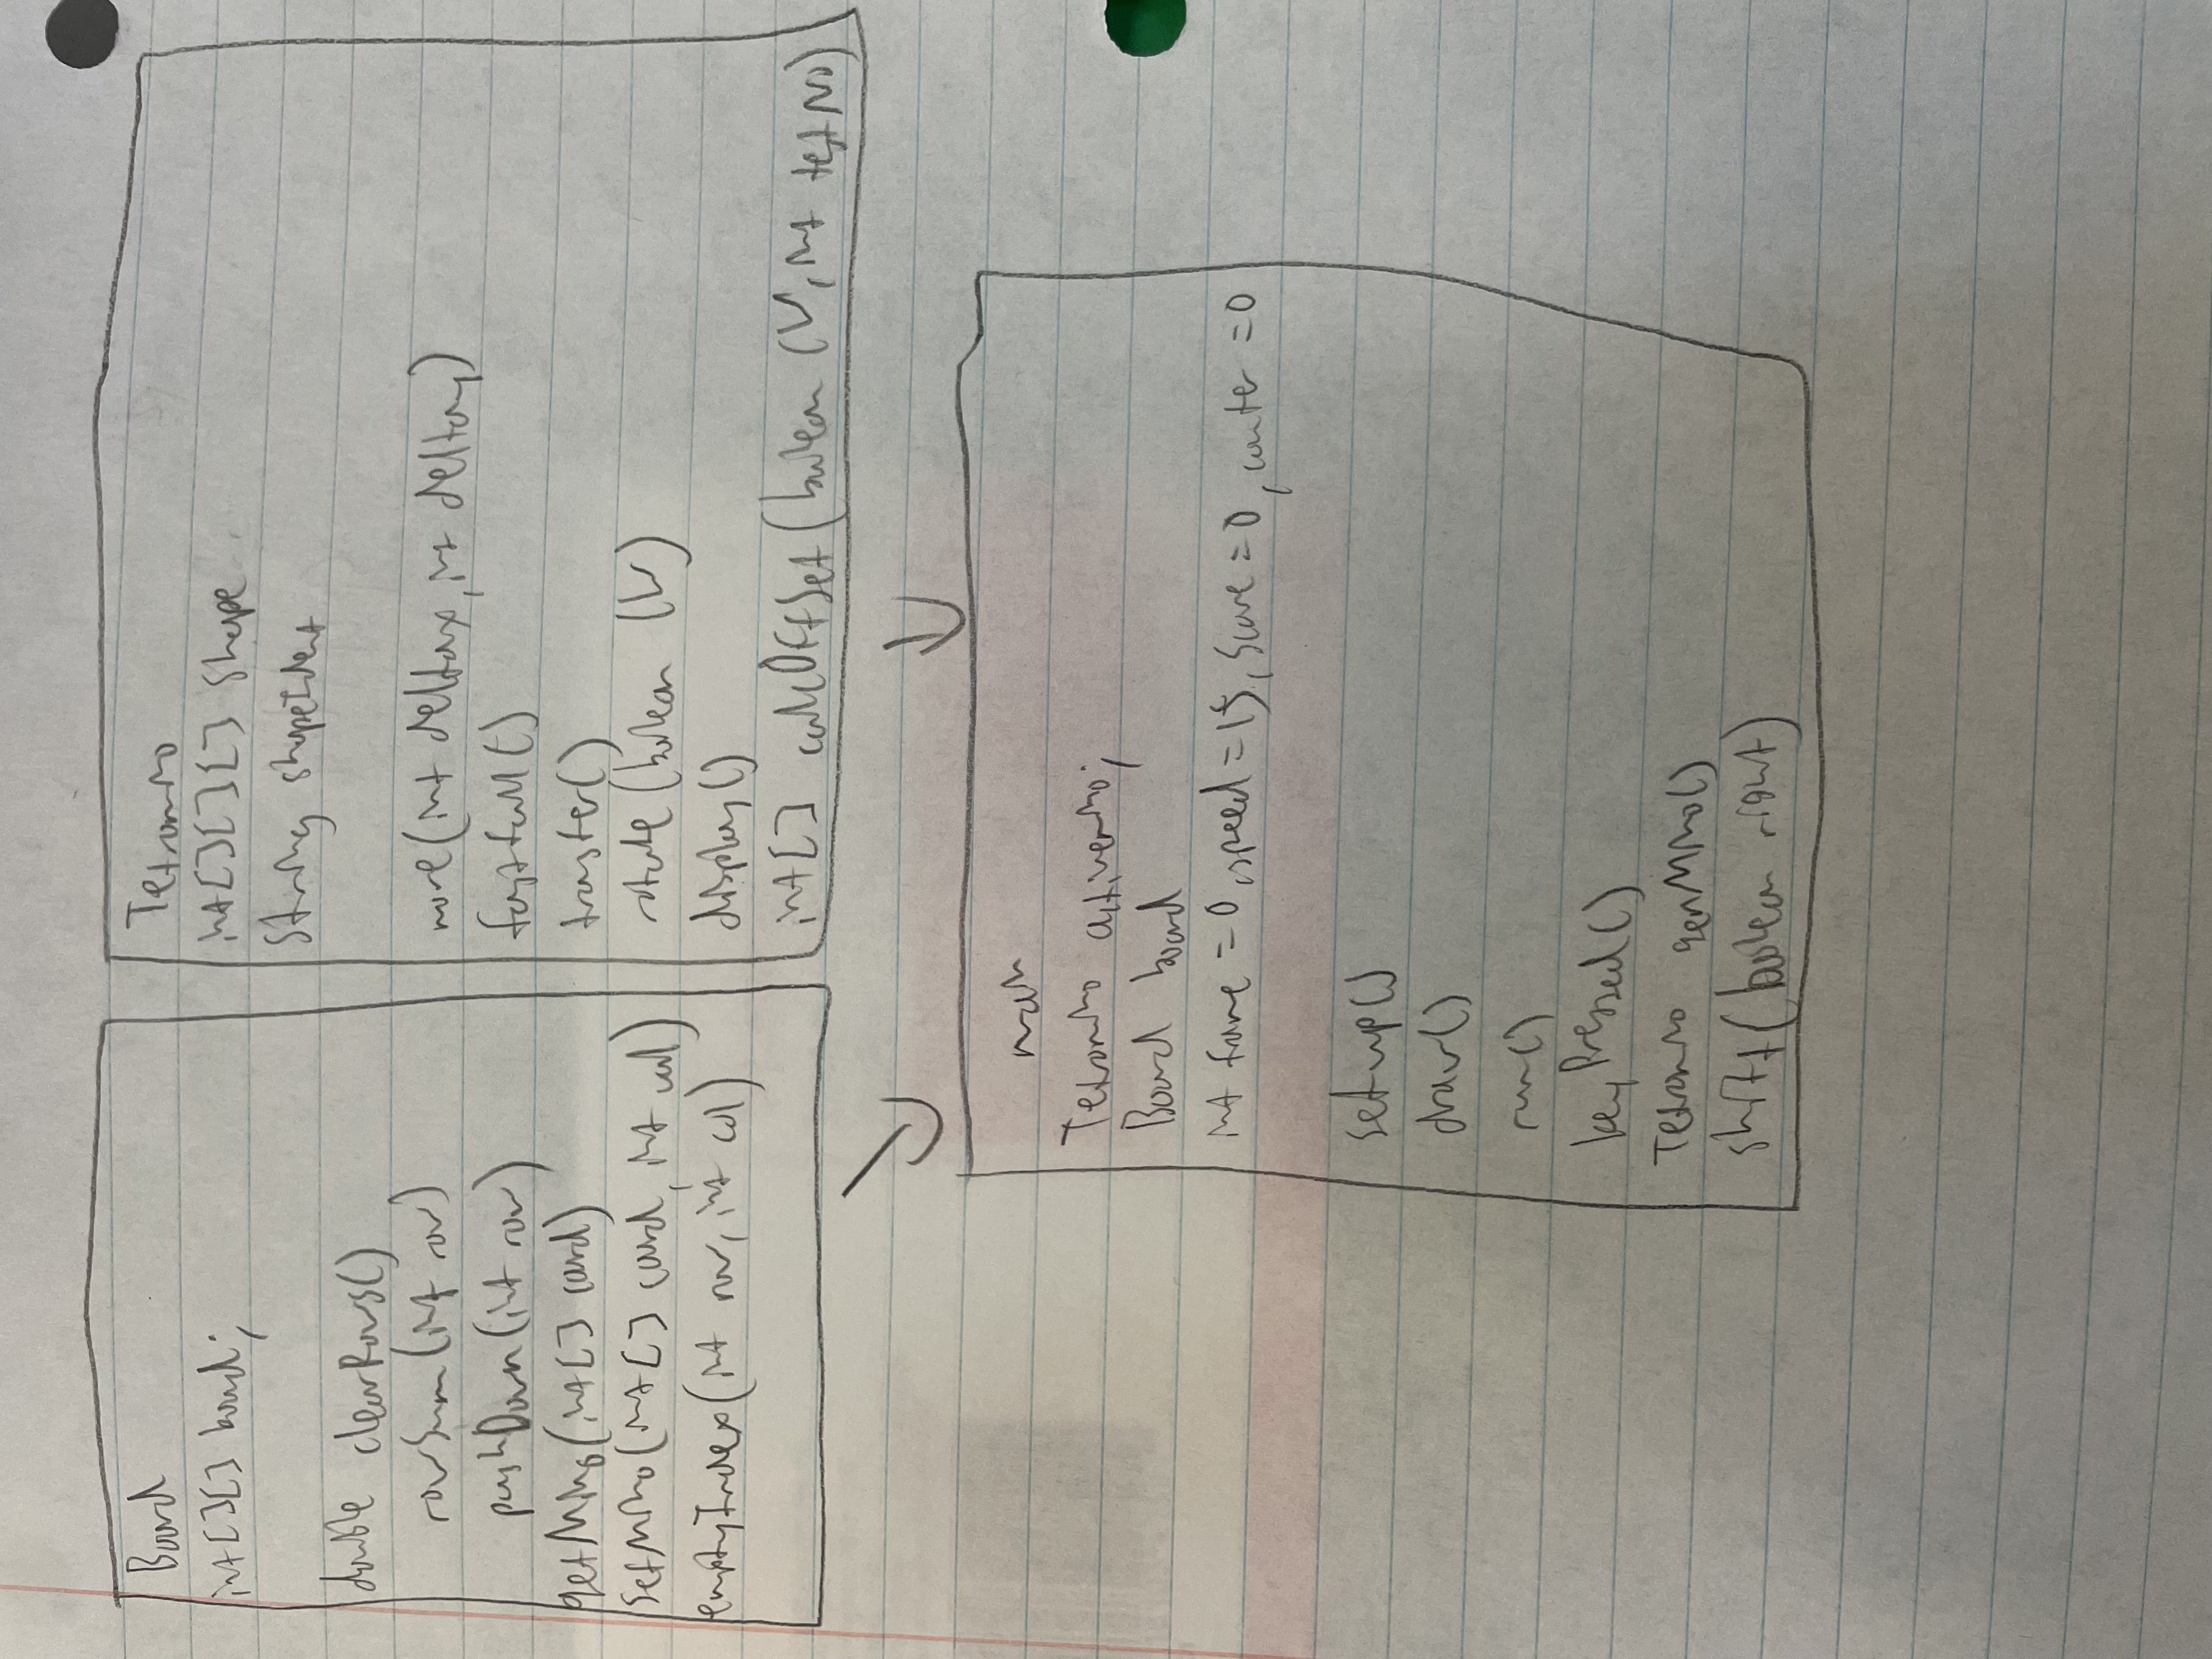 Board
int[][] board;
double clearRows()
rowSum(int row)
pushDown(int row)
getMino(int[] coord)
setMino(int[] coord, int val)
emptyIndex(int row, int col)
Tetromino
int[][][] shape
String shapeIdent
move(int deltax, int deltay)
fastfall()
transfer()
rotate (boolean CW)
display()
int[] calcOffset(boolean CW, int testNo)
main
Tetromino activemino;
Board board
int frame = 0, speed = 15, score = 0, counter = 0
setup()
draw()
run()
keyPressed()
Tetromino genMino()
shift(boolean right)